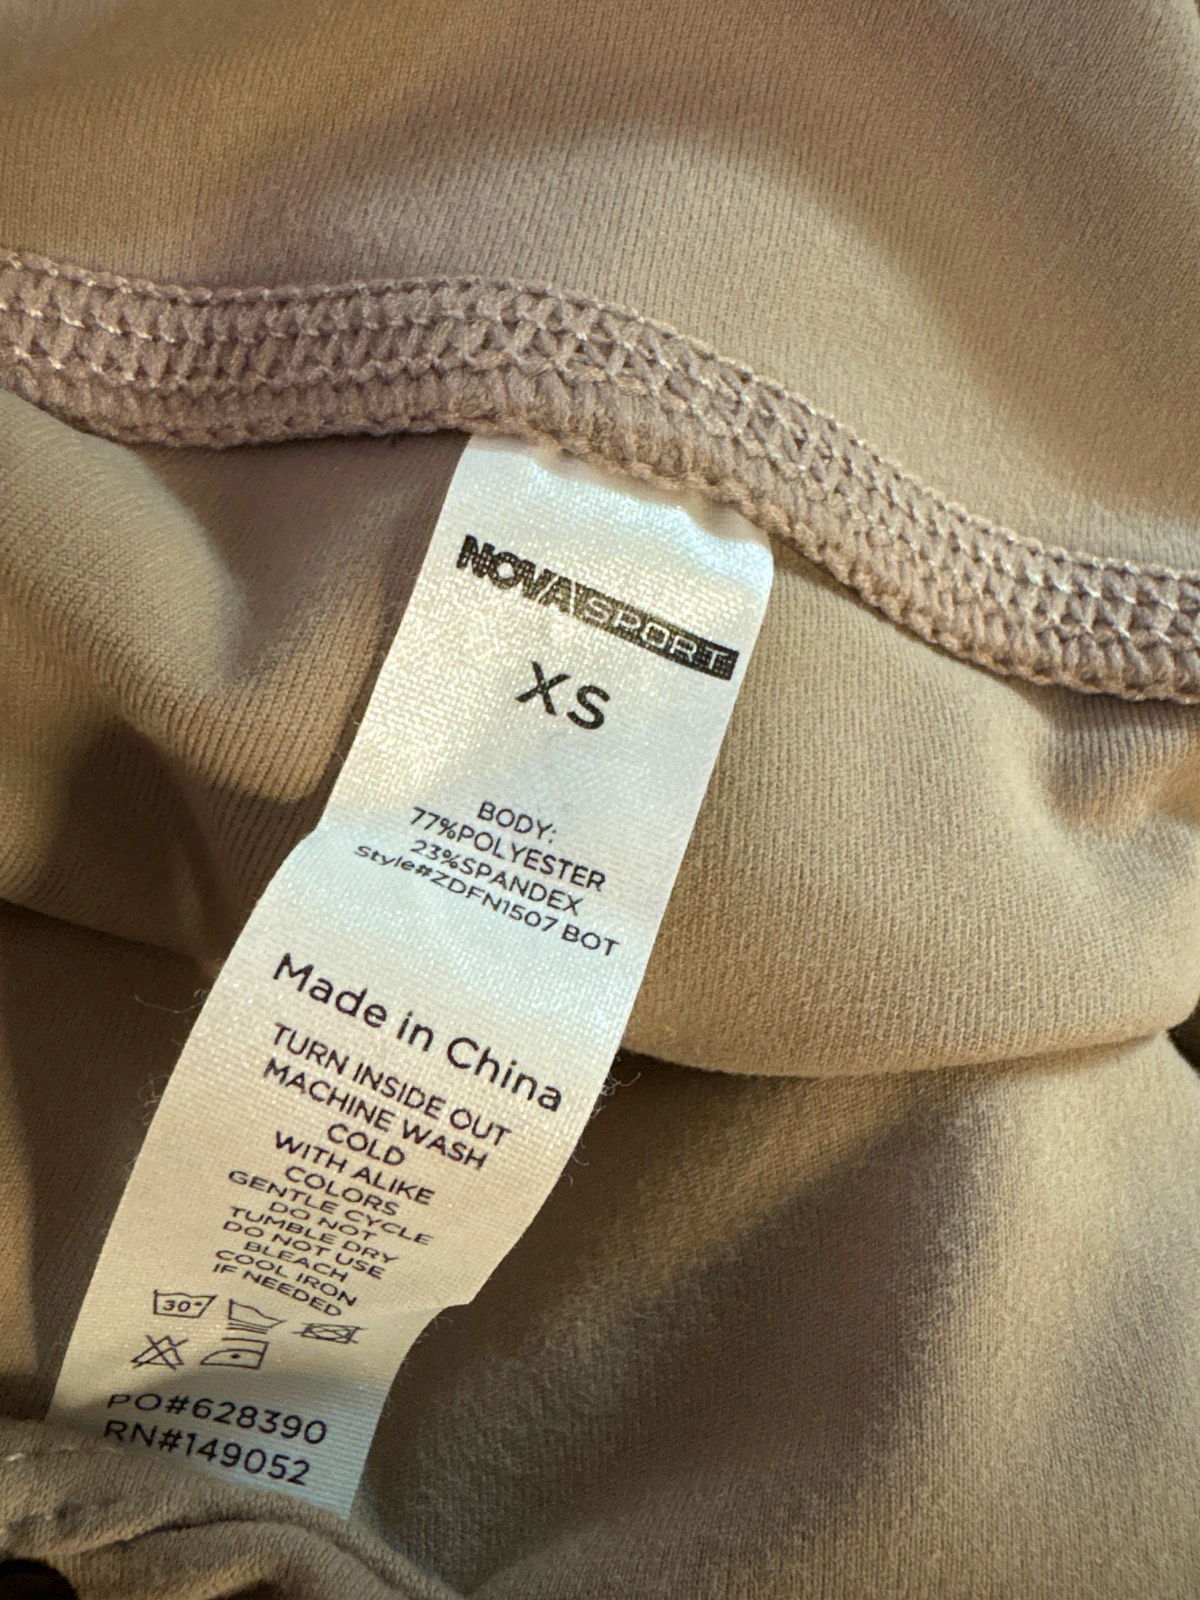 NOVA SPORT
XS
BODY:
77%POLYESTER
23%SPANDEX
Style#ZDFN1507 BOT
Made in China
TURN INSIDE OUT
MACHINE WASH
COLD
WITH ALIKE
COLORS
GENTLE CYCLE
DO NOT
TUMBLE DRY
DO NOT USE
BLEACH
COOL IRON
IF NEEDED
30°
PO#628390
RN#149052